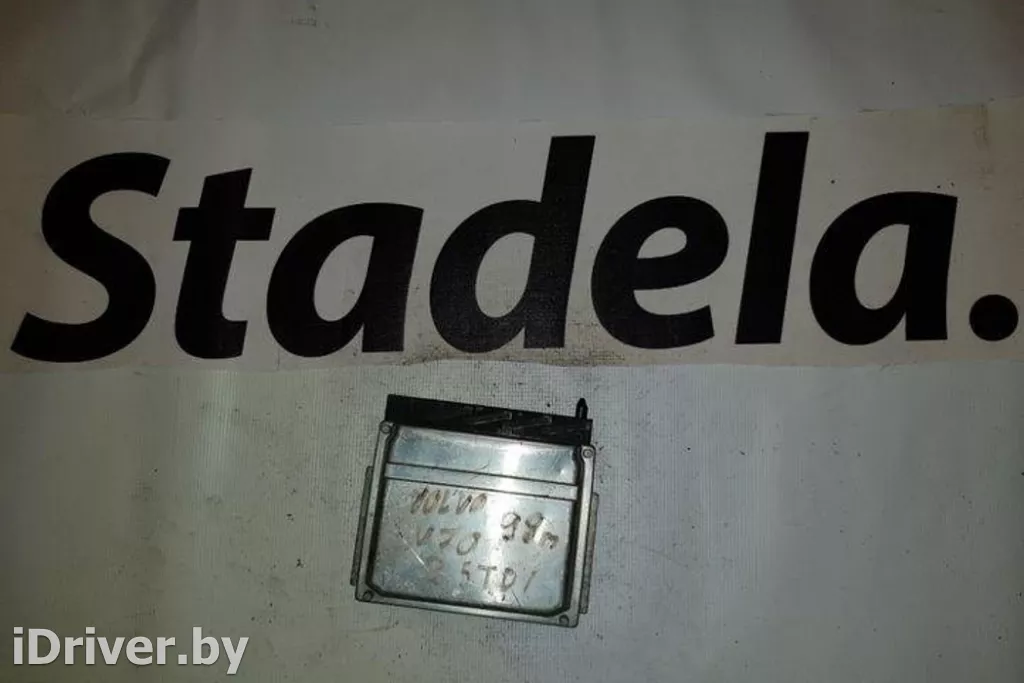 Stadela.
VOLVO
V70 99m
2.5TDI
iDriver.by